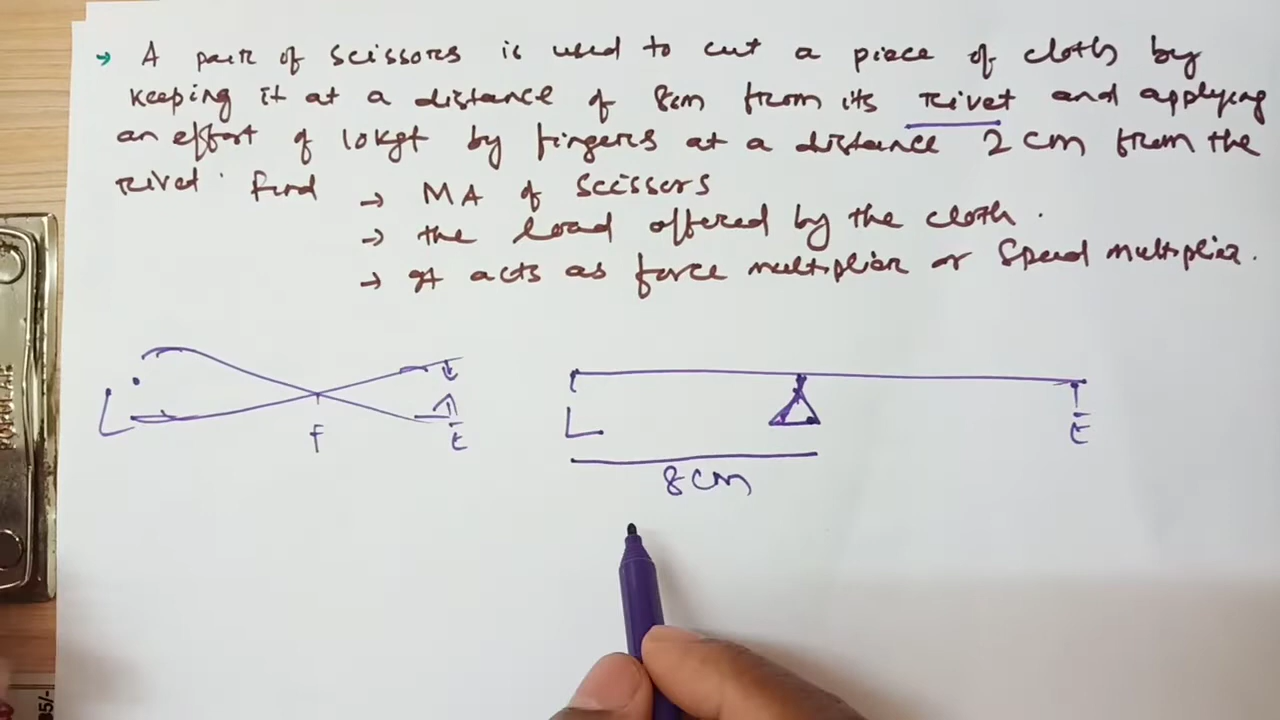 → A pair of scissors is used to cut a piece of cloth by
keeping it at a distance of 8cm from its rivet and applying
an effort of 10kgf by fingers at a distance 2 cm from the
rivet. find → MA of scissors
→ the load offered by the cloth.
→ It acts as force multiplier or speed multiplier.
L
F
E
L
E
8cm
POPULAR
35/-